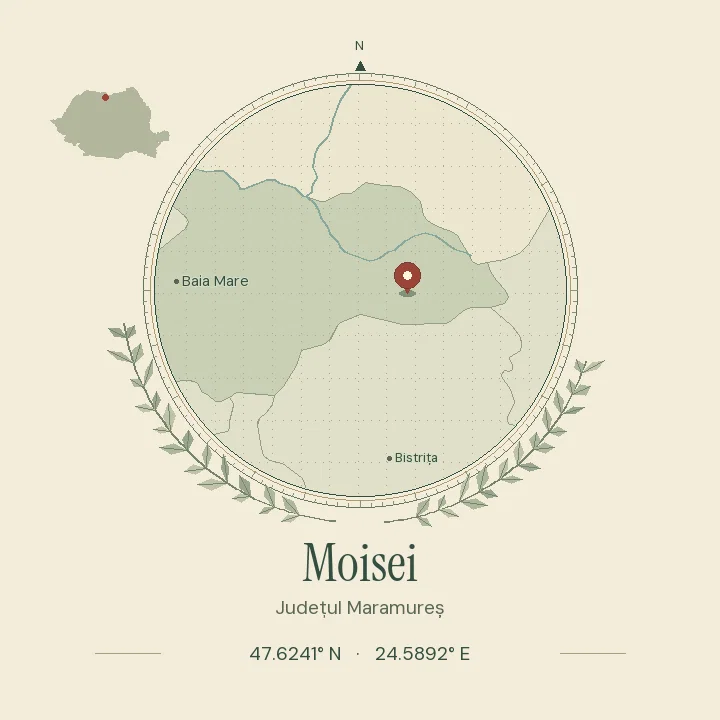 N
Baia Mare
Bistrița
Moisei
Județul Maramureș
47.6241° N · 24.5892° E